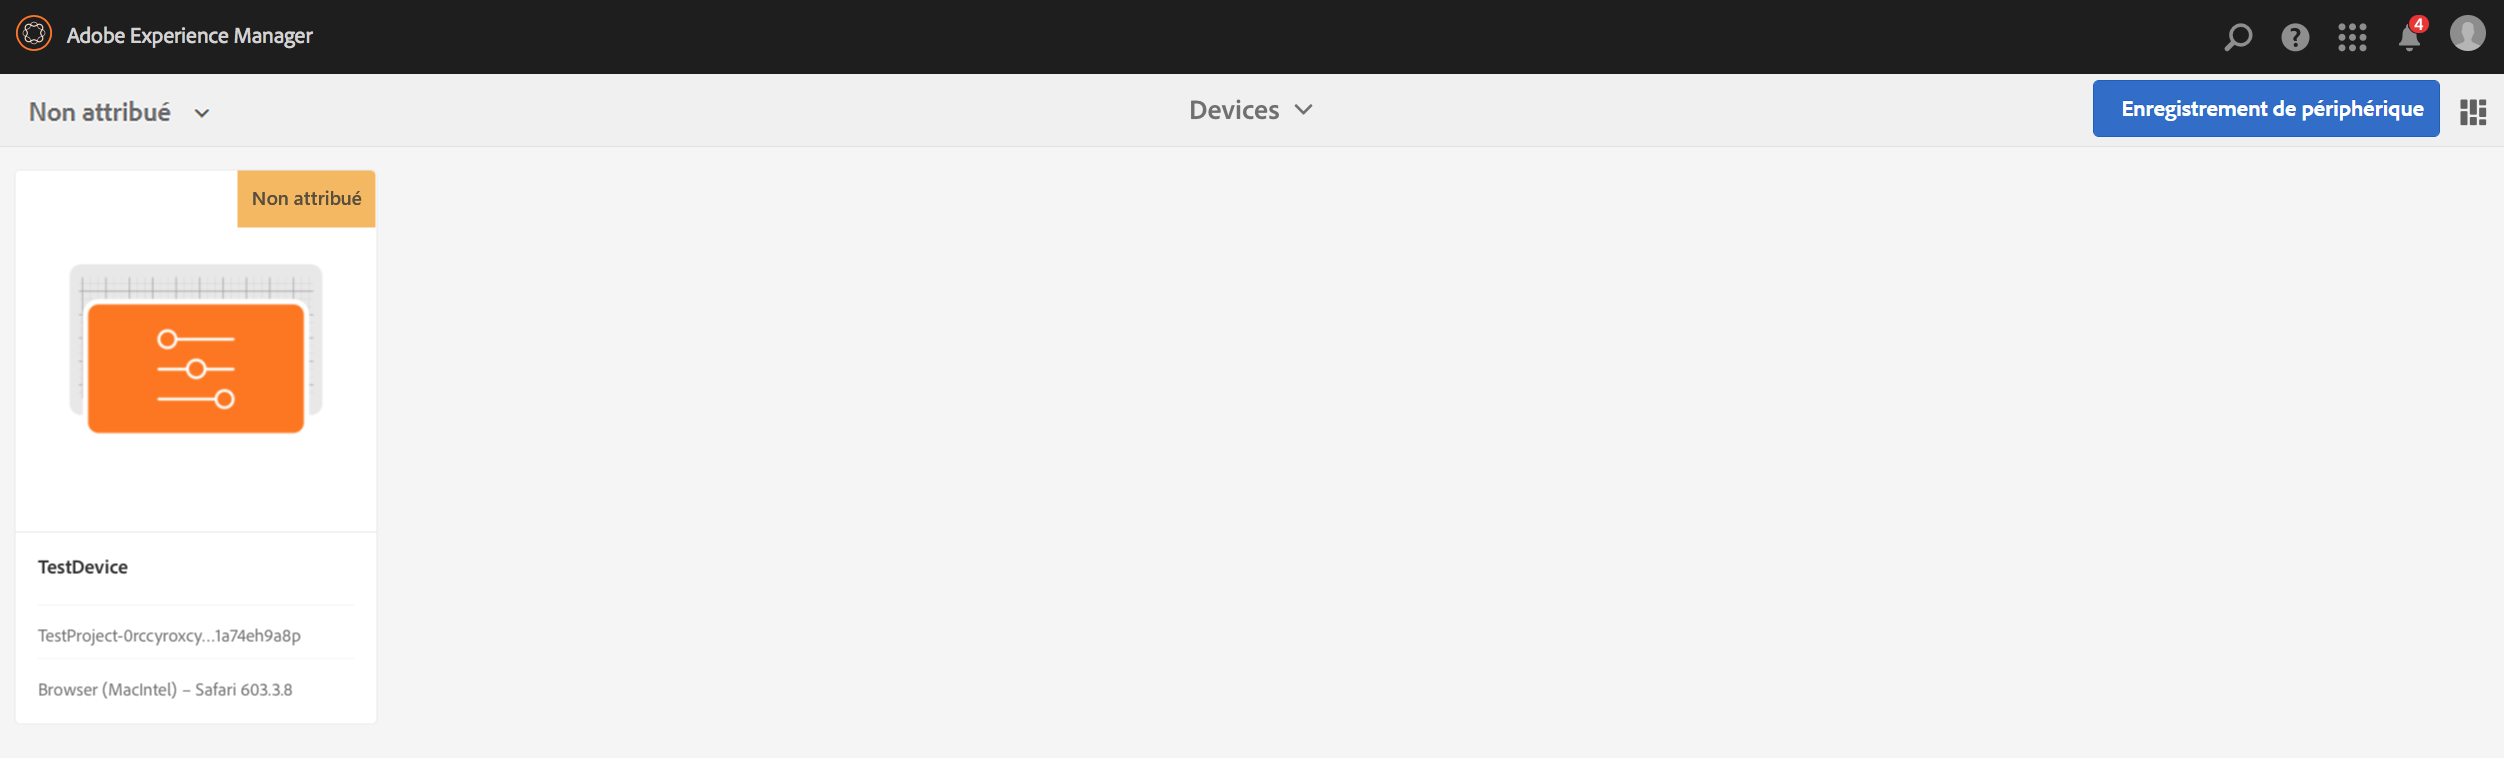 Adobe Experience Manager
4
Non attribué
Devices
Enregistrement de périphérique
Non attribué
TestDevice
TestProject-0rccyroxcy...1a74eh9a8p
Browser (MacIntel) – Safari 603.3.8